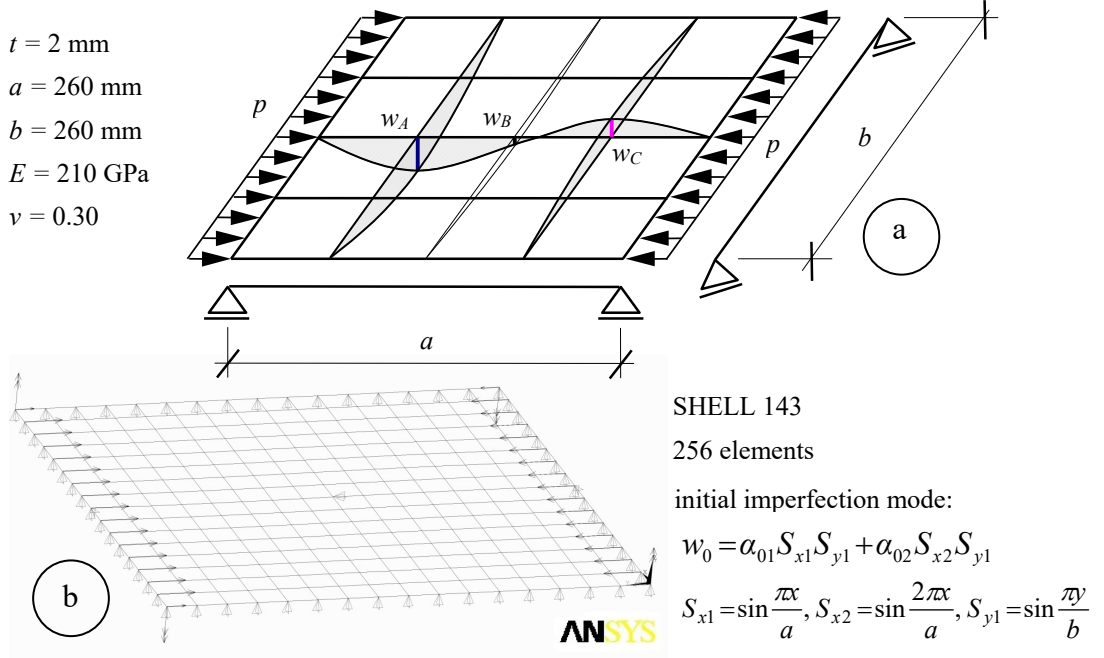 t = 2 mm
a = 260 mm
b = 260 mm
E = 210 GPa
ν = 0.30
p
w_A
w_B
w_C
p
b
a
a
b
SHELL 143
256 elements
initial imperfection mode:
w_0 = α_01 S_x1 S_y1 + α_02 S_x2 S_y1
S_x1 = sin πx/a, S_x2 = sin 2πx/a, S_y1 = sin πy/b
ANSYS